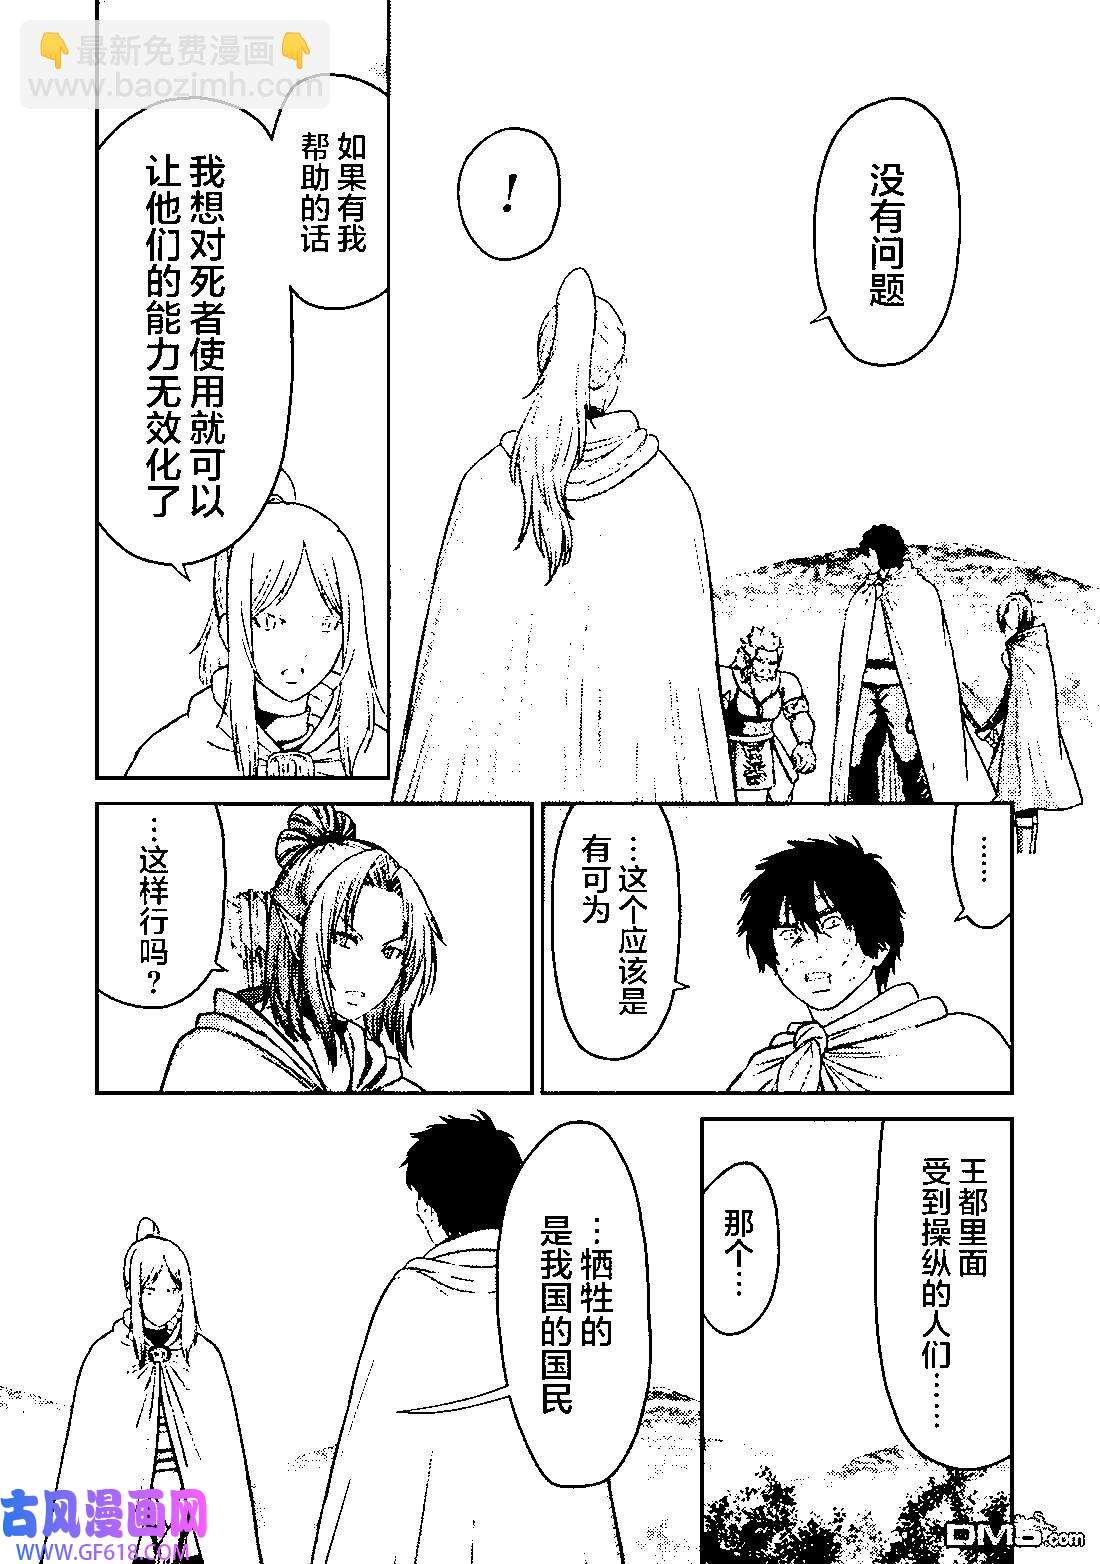 最新免费漫画
www.baozimh.com
没有问题
！
如果有我
帮助的话
我想对死者使用就可以
让他们的能力无效化了
……
…这个应该是
有可为
…这样行吗？
王都里面
受到操纵的人们……
那个…
…牺牲的
是我国的国民
古风漫画网
www.GF618.com
DM5.com